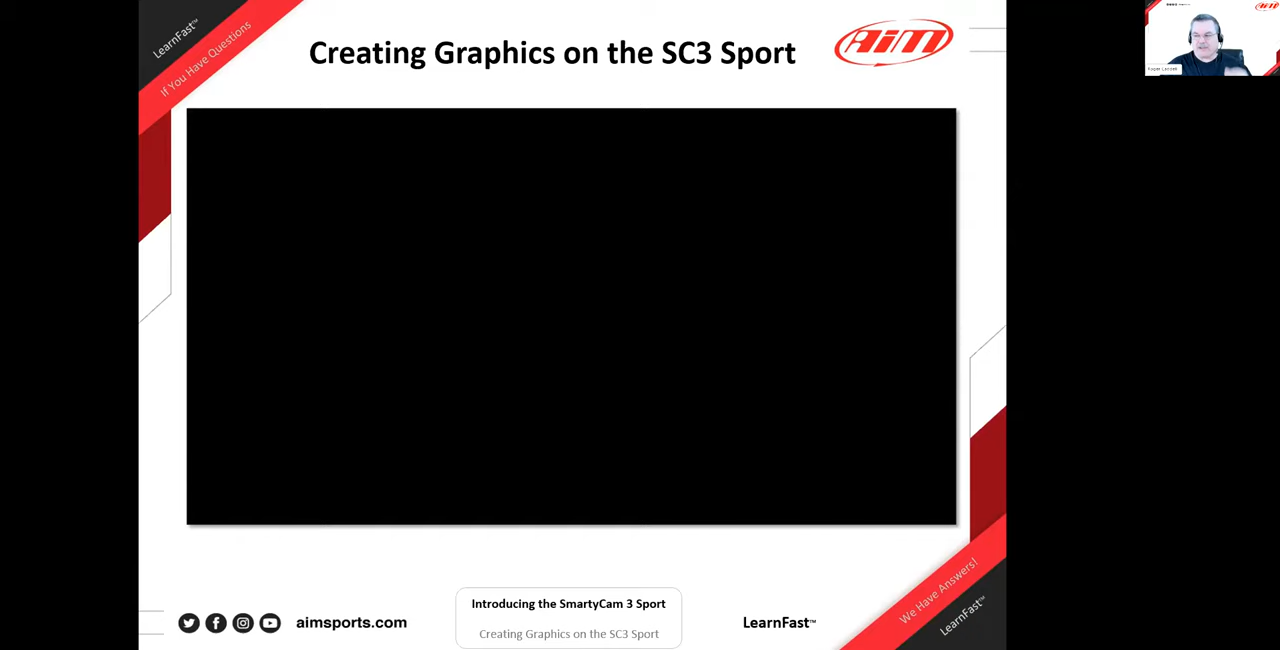 LearnFast™
If You Have Questions
Creating Graphics on the SC3 Sport
AiM
AiM
We Have Answers!
LearnFast™
aimsports.com
Introducing the SmartyCam 3 Sport
Creating Graphics on the SC3 Sport
LearnFast™